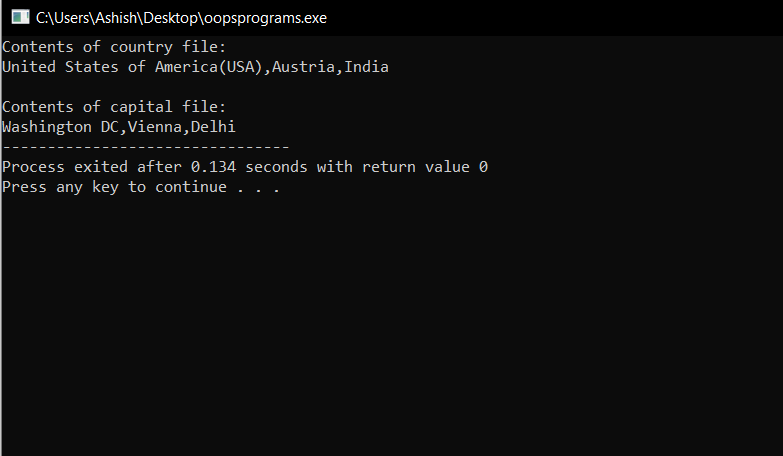 C:\Users\Ashish\Desktop\oopsprograms.exe
Contents of country file:
United States of America(USA),Austria,India

Contents of capital file:
Washington DC,Vienna,Delhi
--------------------------------
Process exited after 0.134 seconds with return value 0
Press any key to continue . . .